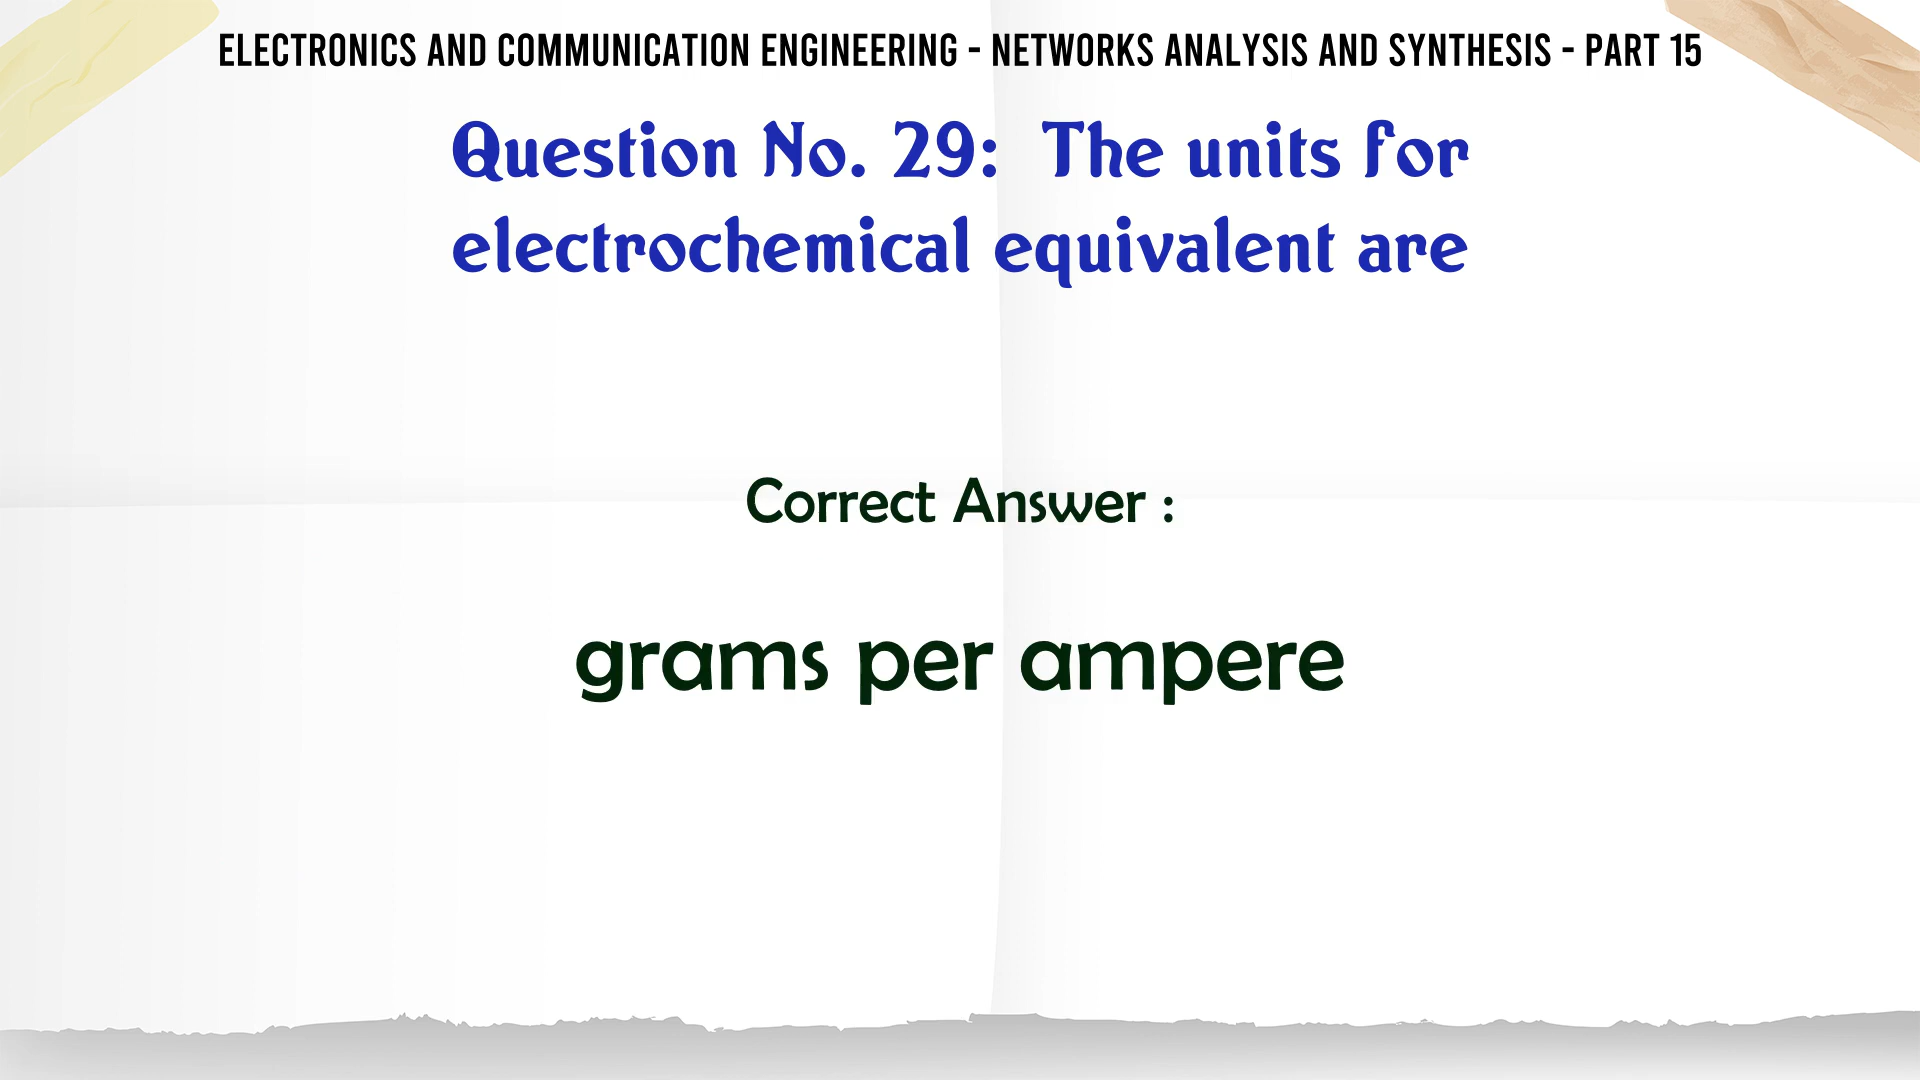 ELECTRONICS AND COMMUNICATION ENGINEERING - NETWORKS ANALYSIS AND SYNTHESIS - PART 15
Question No. 29: The units for
electrochemical equivalent are
Correct Answer :
grams per ampere